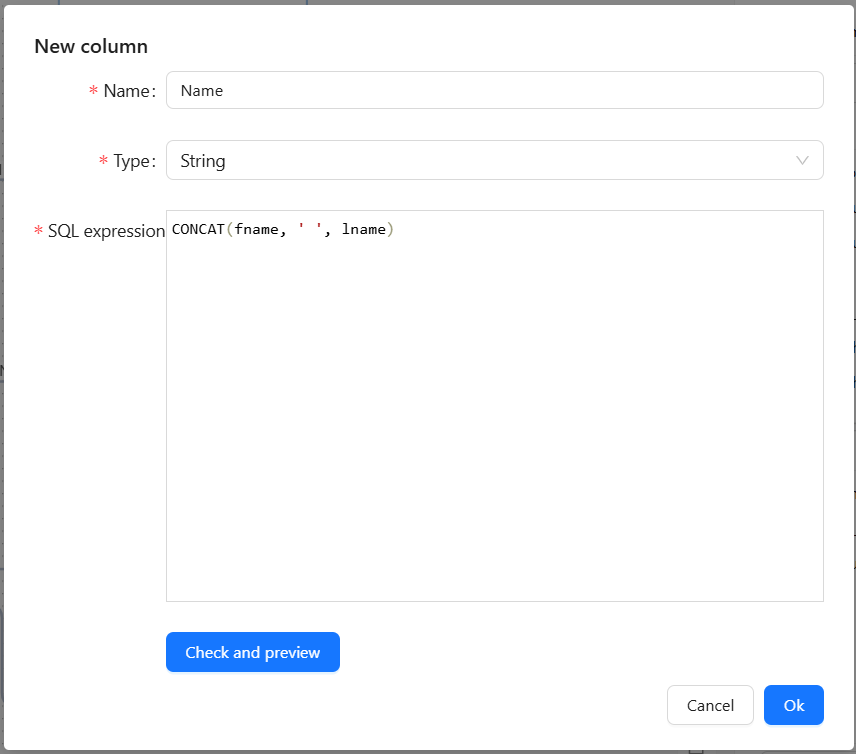 New column
* Name:
Name
* Type:
String
* SQL expression
CONCAT(fname, ' ', lname)
Check and preview
Cancel
Ok